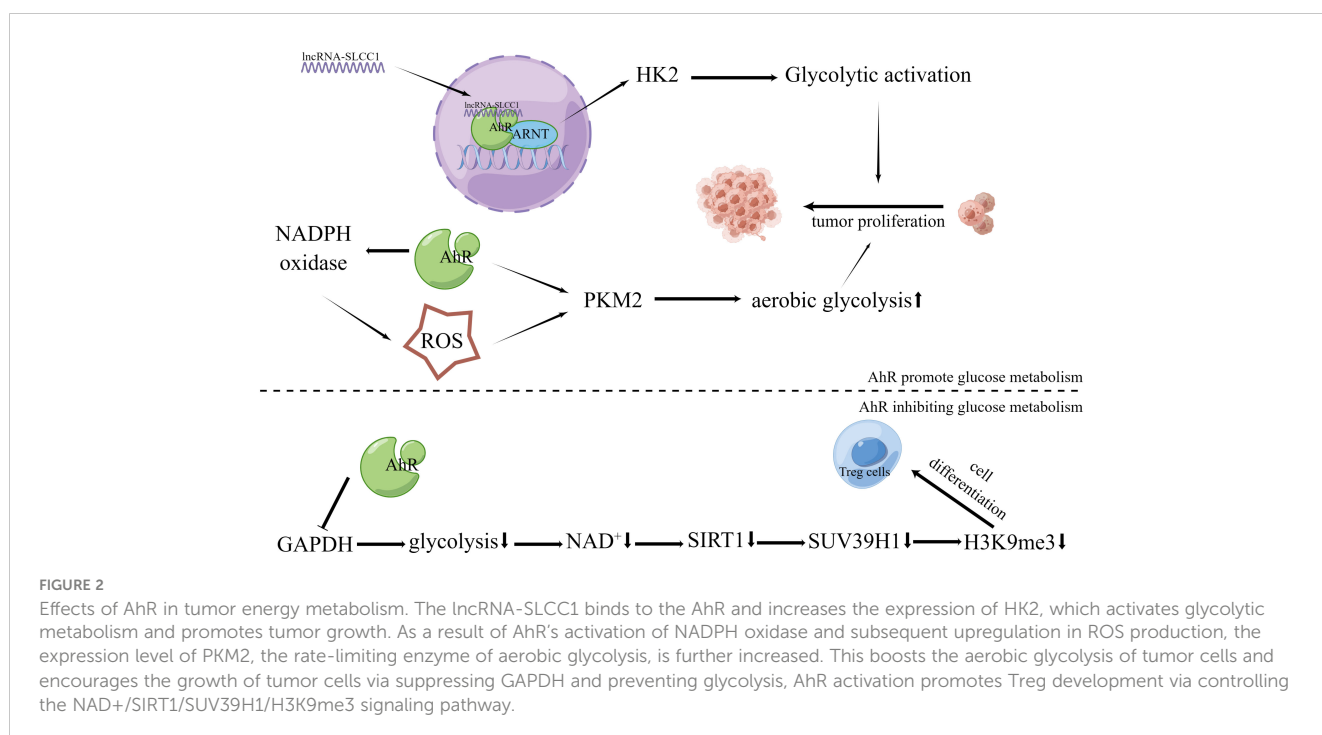 lncRNA-SLCC1
lncRNA-SLCC1
AhR
ARNT
HK2
Glycolytic activation
tumor proliferation
NADPH
oxidase
AhR
ROS
PKM2
aerobic glycolysis⬆
AhR promote glucose metabolism
AhR inhibiting glucose metabolism
AhR
Treg cells
cell
differentiation
GAPDH
glycolysis⬇
NAD⁺⬇
SIRT1⬇
SUV39H1⬇
H3K9me3⬇
FIGURE 2
Effects of AhR in tumor energy metabolism. The lncRNA-SLCC1 binds to the AhR and increases the expression of HK2, which activates glycolytic
metabolism and promotes tumor growth. As a result of AhR’s activation of NADPH oxidase and subsequent upregulation in ROS production, the
expression level of PKM2, the rate-limiting enzyme of aerobic glycolysis, is further increased. This boosts the aerobic glycolysis of tumor cells and
encourages the growth of tumor cells via suppressing GAPDH and preventing glycolysis, AhR activation promotes Treg development via controlling
the NAD+/SIRT1/SUV39H1/H3K9me3 signaling pathway.